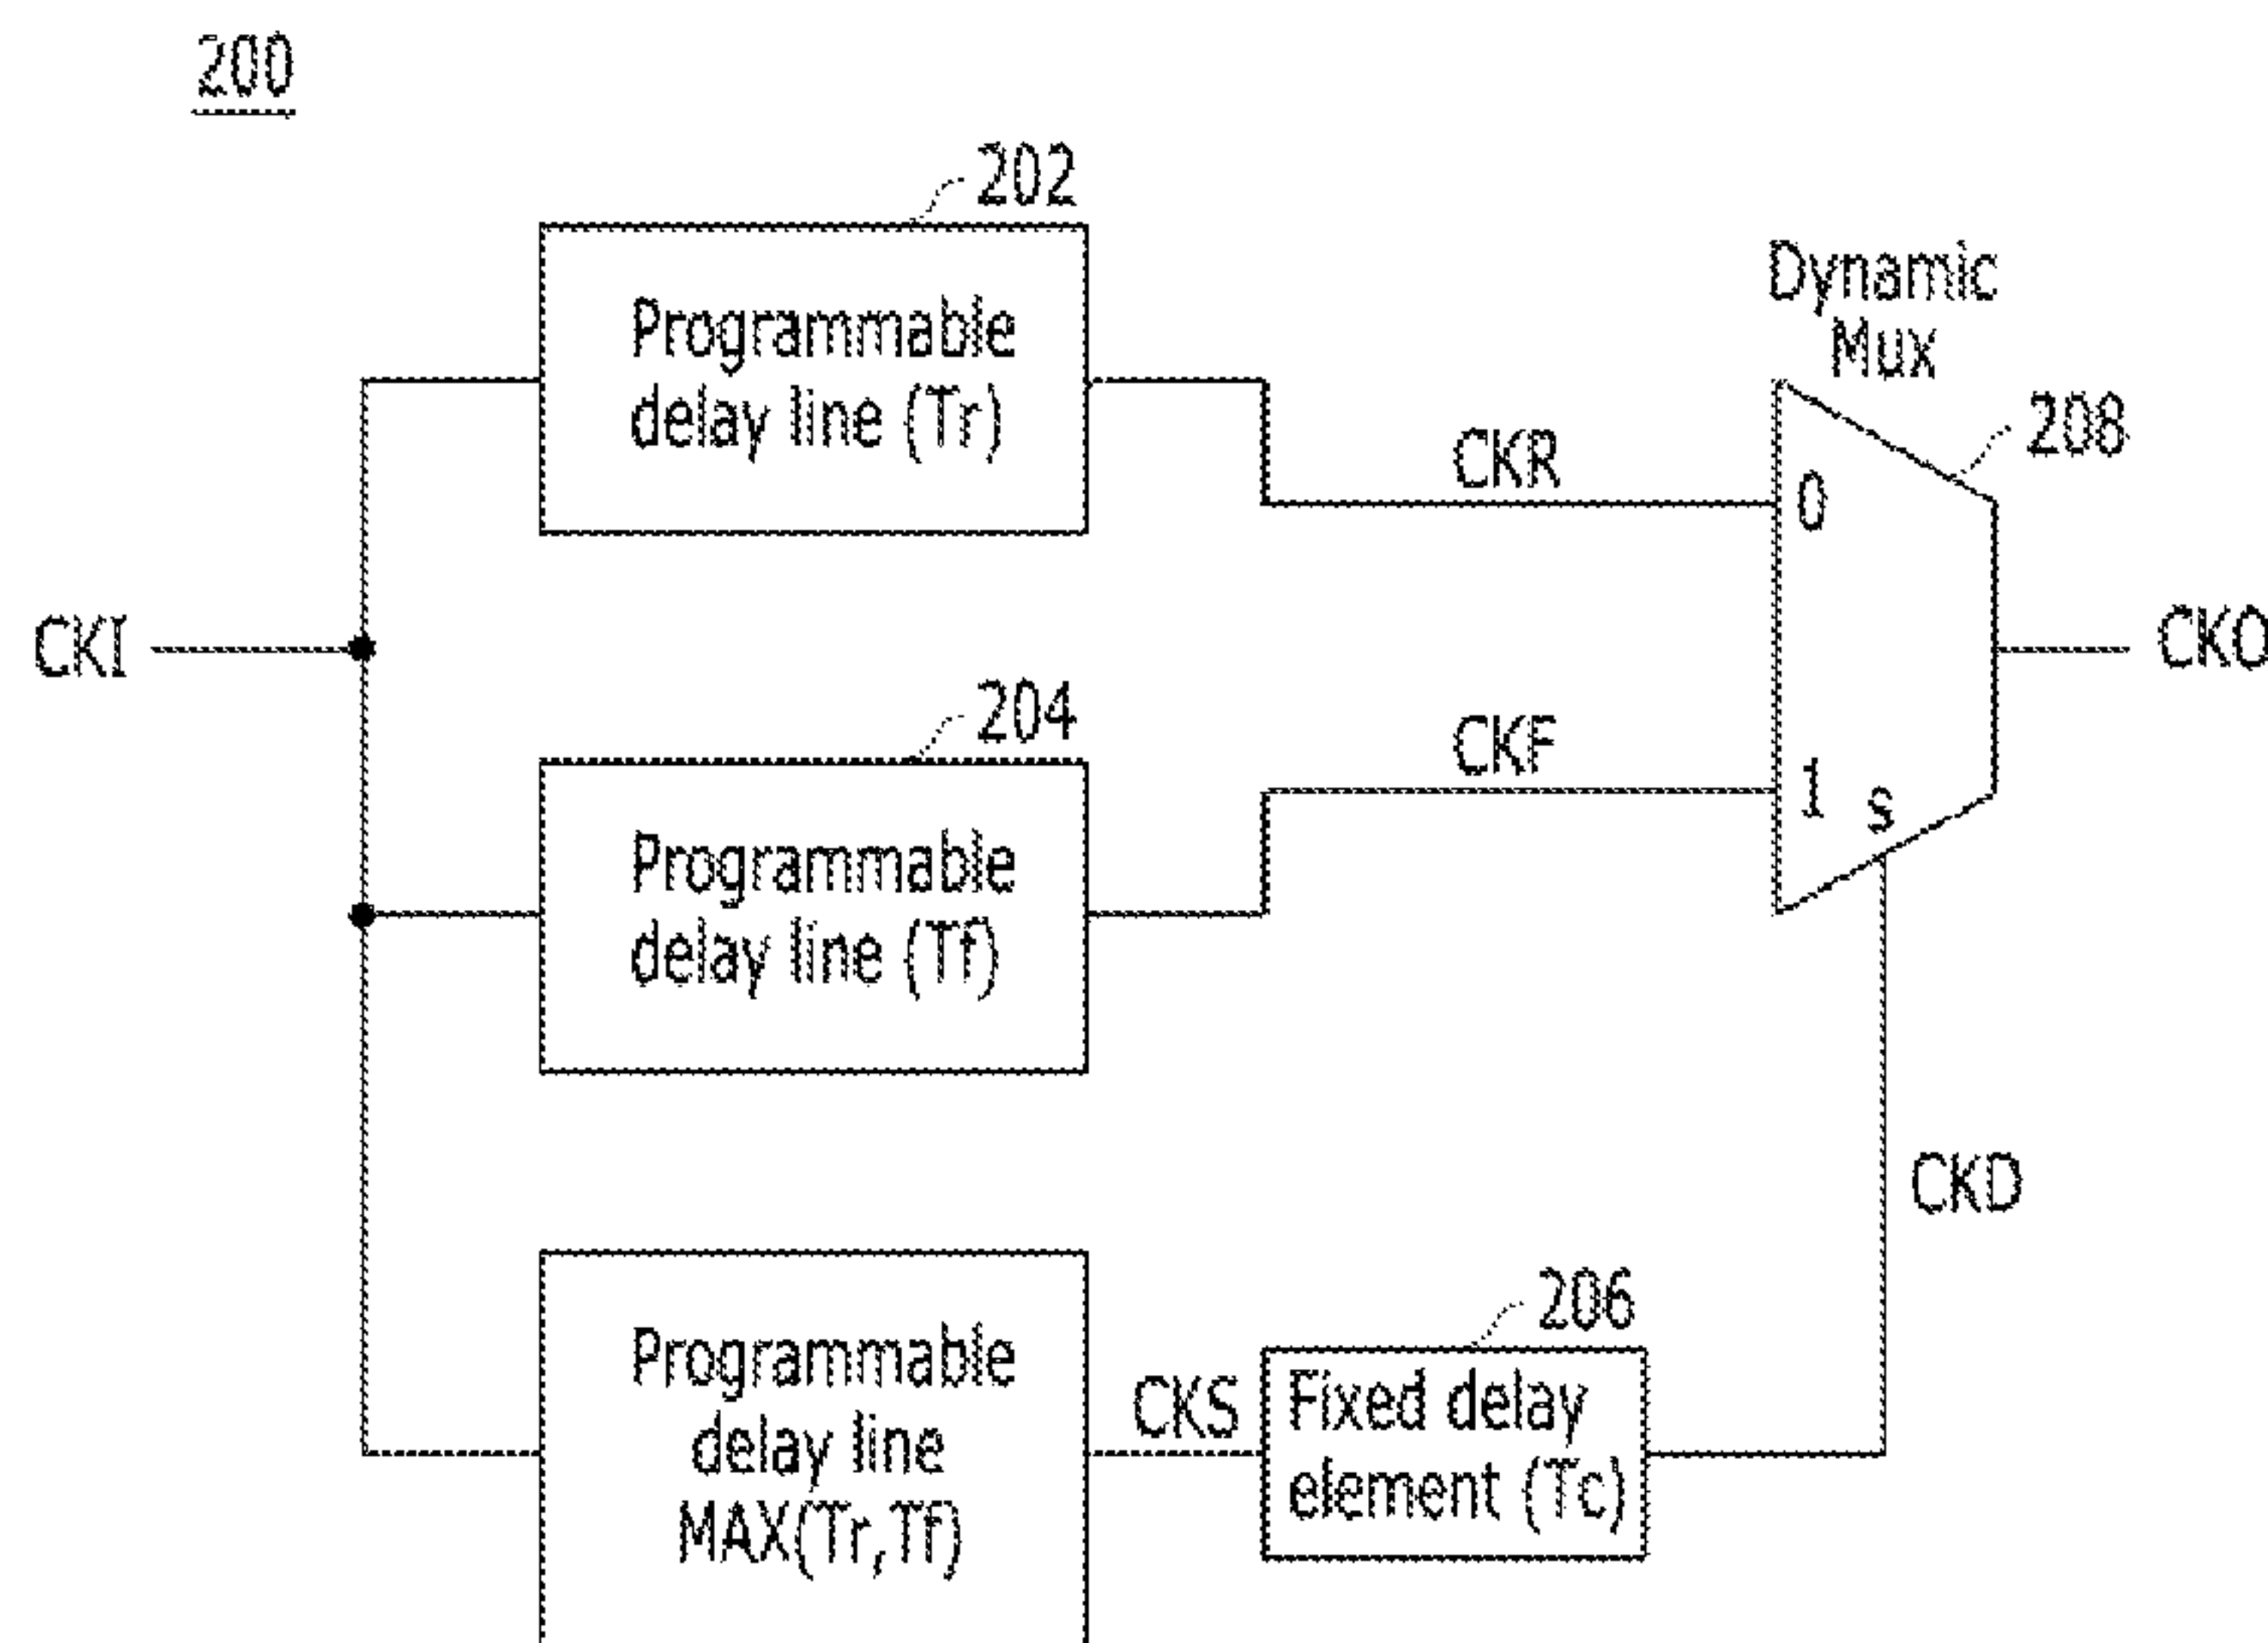 200
202
Programmable
delay line (Tr)
Dynamic
Mux
208
CKR
0
CKI
CKO
204
CKF
1 s
Programmable
delay line (Tf)
CKD
206
Programmable
delay line
MAX(Tr,Tf)
CKS
Fixed delay
element (Tc)